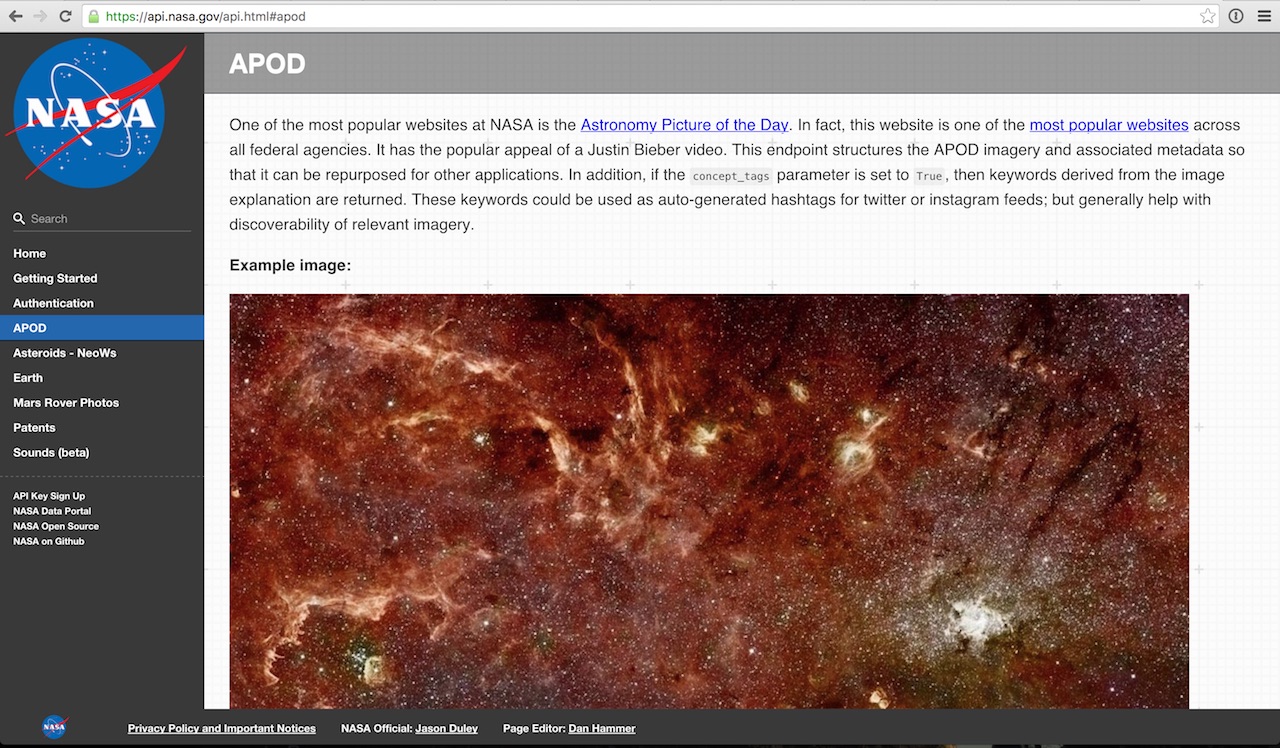 https://api.nasa.gov/api.html#apod
NASA
Search
Home
Getting Started
Authentication
APOD
Asteroids - NeoWs
Earth
Mars Rover Photos
Patents
Sounds (beta)
API Key Sign Up
NASA Data Portal
NASA Open Source
NASA on Github
APOD
One of the most popular websites at NASA is the Astronomy Picture of the Day. In fact, this website is one of the most popular websites across
all federal agencies. It has the popular appeal of a Justin Bieber video. This endpoint structures the APOD imagery and associated metadata so
that it can be repurposed for other applications. In addition, if the concept_tags parameter is set to True, then keywords derived from the image
explanation are returned. These keywords could be used as auto-generated hashtags for twitter or instagram feeds; but generally help with
discoverability of relevant imagery.
Example image:
NASA
Privacy Policy and Important Notices
NASA Official: Jason Duley
Page Editor: Dan Hammer